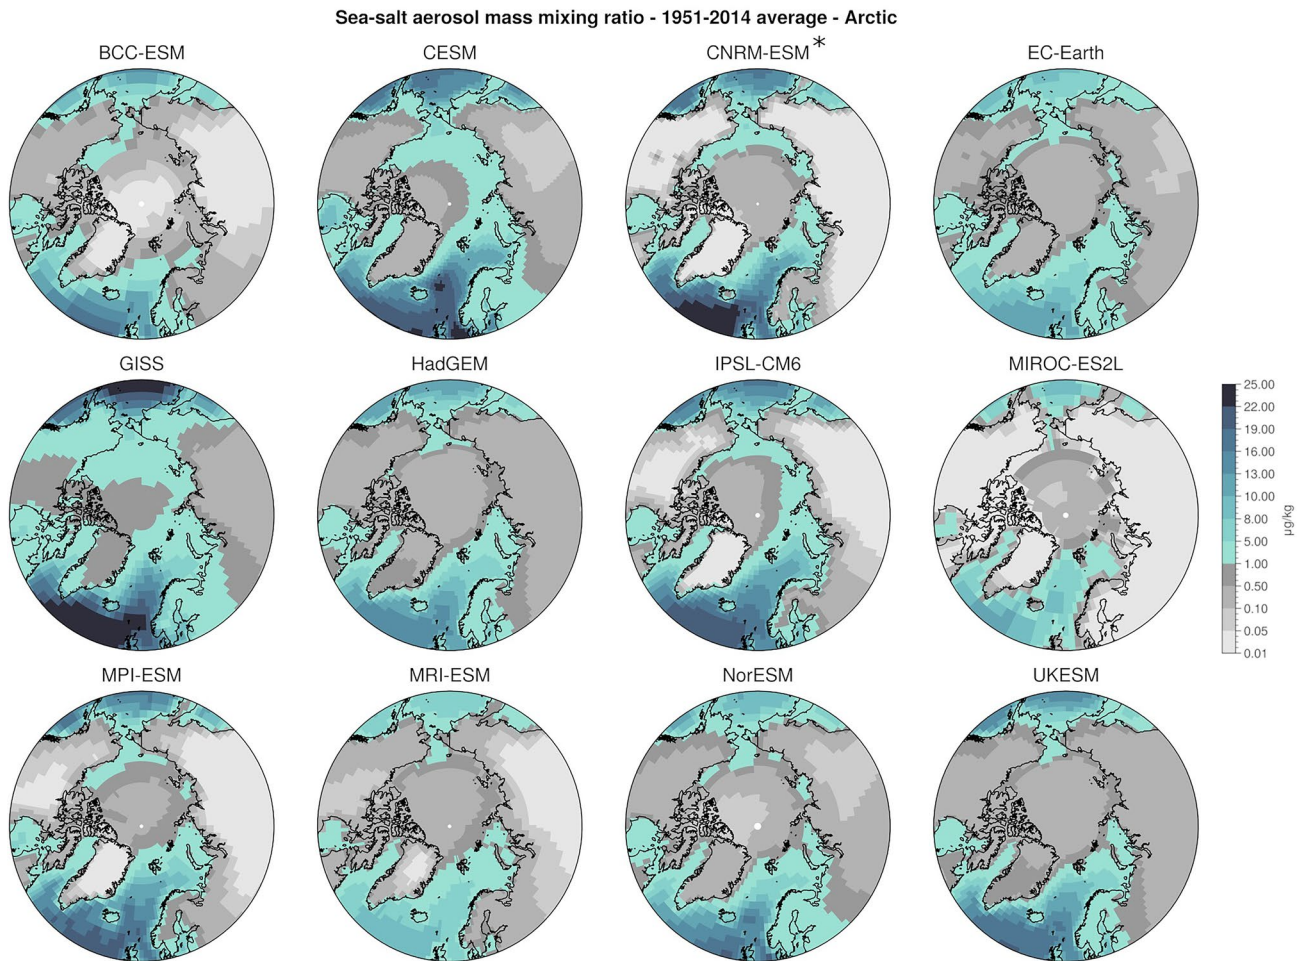 Sea-salt aerosol mass mixing ratio - 1951-2014 average - Arctic
BCC-ESM
CESM
CNRM-ESM*
EC-Earth
GISS
HadGEM
IPSL-CM6
MIROC-ES2L
25.00
22.00
19.00
16.00
13.00
10.00
8.00
5.00
1.00
0.50
0.10
0.05
0.01
µg/kg
MPI-ESM
MRI-ESM
NorESM
UKESM